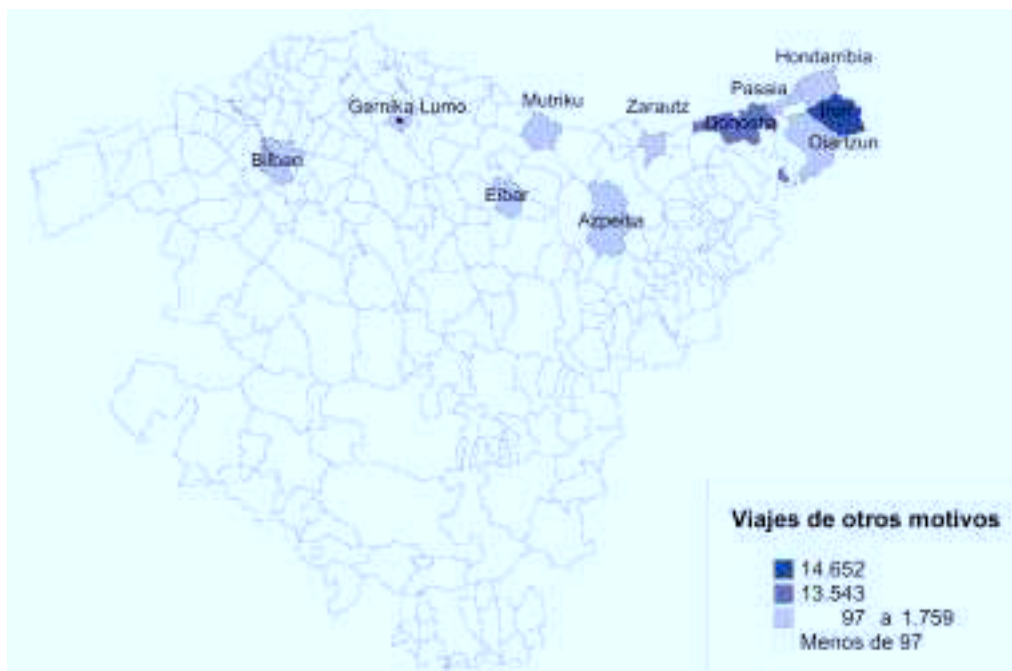 Hondarribia
Pasaia
Mutriku
Zarautz
Gernika-Lumo
Irun
Donostia
Oiartzun
Bilbao
Eibar
Azpeitia
Viajes de otros motivos
14.652
13.543
97 a 1.759
Menos de 97